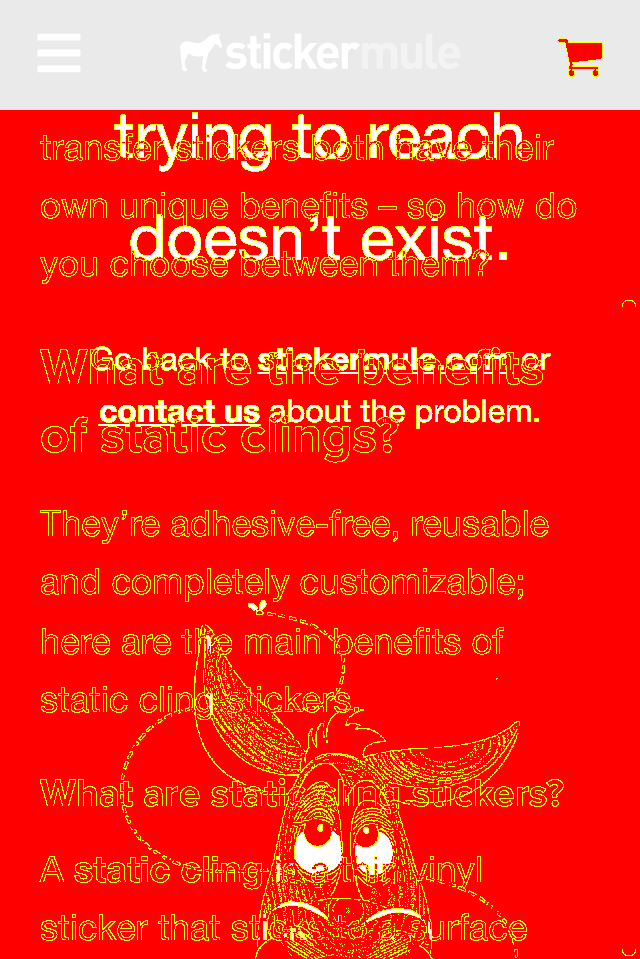 stickermule
trying to reach
transfer stickers both have their
own unique benefits – so how do
doesn’t exist.
you choose between them?
Go back to stickermule.com or
What are the benefits
contact us about the problem.
of static clings?
They’re adhesive-free, reusable
and completely customizable;
here are the main benefits of
static cling stickers.
What are static cling stickers?
A static cling is a thin vinyl
sticker that sticks to a surface